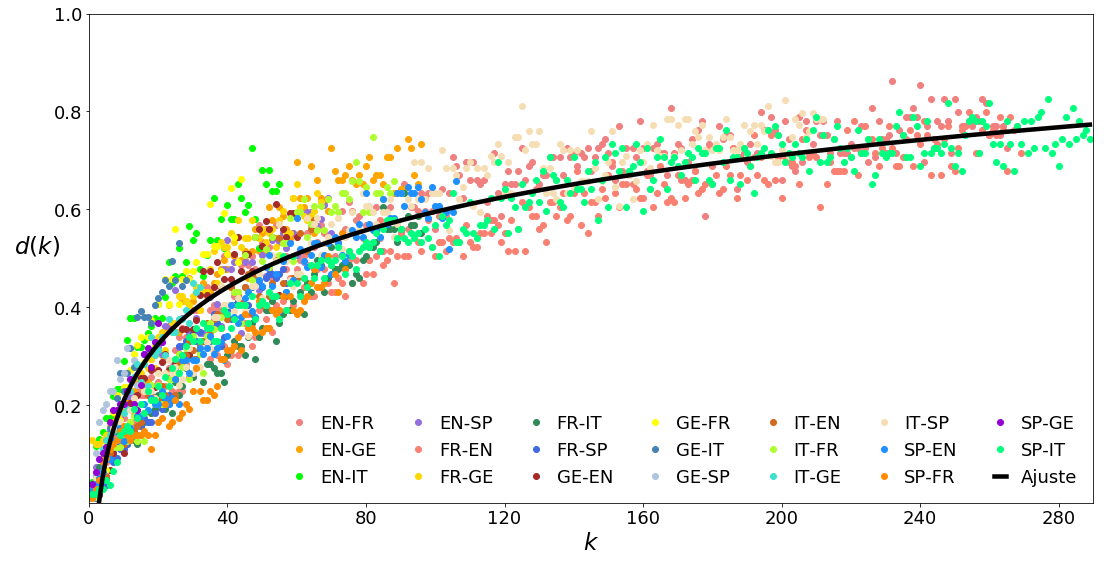 1.0
0.8
0.6
d(k)
0.4
0.2
EN-FR EN-SP FR-IT GE-FR IT-EN IT-SP SP-GE
EN-GE FR-EN FR-SP GE-IT IT-FR SP-EN SP-IT
EN-IT FR-GE GE-EN GE-SP IT-GE SP-FR Ajuste
0 40 80 120 160 200 240 280
k